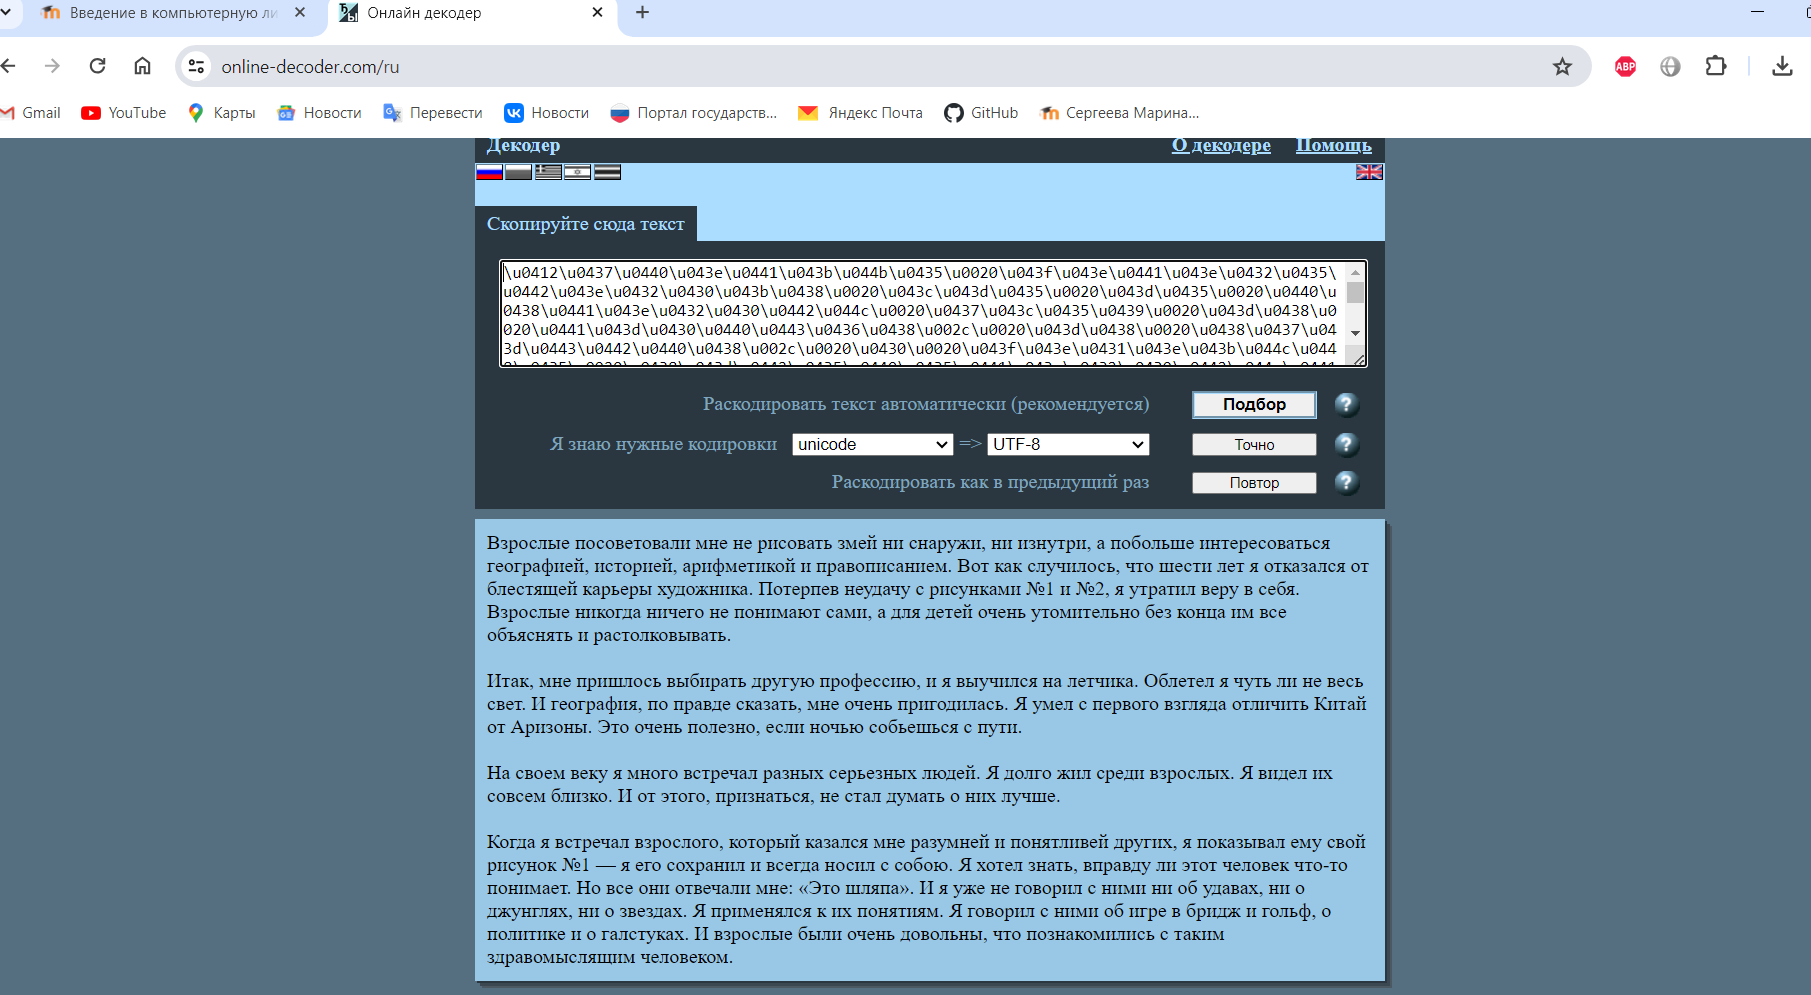 Введение в компьютерную ли
Онлайн декодер
online-decoder.com/ru
ABP
Gmail
YouTube
Карты
Новости
Перевести
Новости
Портал государств...
Яндекс Почта
GitHub
Сергеева Марина...
Декодер
О декодере
Помощь
Скопируйте сюда текст
\u0412\u0437\u0440\u043e\u0441\u043b\u044b\u0435\u0020\u043f\u043e\u0441\u043e\u0432\u0435\
u0442\u043e\u0432\u0430\u043b\u0438\u0020\u043c\u043d\u0435\u0020\u043d\u0435\u0020\u0440\u
0438\u0441\u043e\u0432\u0430\u0442\u044c\u0020\u0437\u043c\u0435\u0439\u0020\u043d\u0438\u0
020\u0441\u043d\u0430\u0440\u0443\u0436\u0438\u002c\u0020\u043d\u0438\u0020\u0438\u0437\u04
3d\u0443\u0442\u0440\u0438\u002c\u0020\u0430\u0020\u043f\u043e\u0431\u043e\u043b\u044c\u044
Раскодировать текст автоматически (рекомендуется)
Подбор
?
Я знаю нужные кодировки
unicode
=>
UTF-8
Точно
?
Раскодировать как в предыдущий раз
Повтор
?
Взрослые посоветовали мне не рисовать змей ни снаружи, ни изнутри, а побольше интересоваться
географией, историей, арифметикой и правописанием. Вот как случилось, что шести лет я отказался от
блестящей карьеры художника. Потерпев неудачу с рисунками №1 и №2, я утратил веру в себя.
Взрослые никогда ничего не понимают сами, а для детей очень утомительно без конца им все
объяснять и растолковывать.
Итак, мне пришлось выбирать другую профессию, и я выучился на летчика. Облетел я чуть ли не весь
свет. И география, по правде сказать, мне очень пригодилась. Я умел с первого взгляда отличить Китай
от Аризоны. Это очень полезно, если ночью собьешься с пути.
На своем веку я много встречал разных серьезных людей. Я долго жил среди взрослых. Я видел их
совсем близко. И от этого, признаться, не стал думать о них лучше.
Когда я встречал взрослого, который казался мне разумней и понятливей других, я показывал ему свой
рисунок №1 — я его сохранил и всегда носил с собою. Я хотел знать, вправду ли этот человек что-то
понимает. Но все они отвечали мне: «Это шляпа». И я уже не говорил с ними ни об удавах, ни о
джунглях, ни о звездах. Я применялся к их понятиям. Я говорил с ними об игре в бридж и гольф, о
политике и о галстуках. И взрослые были очень довольны, что познакомились с таким
здравомыслящим человеком.